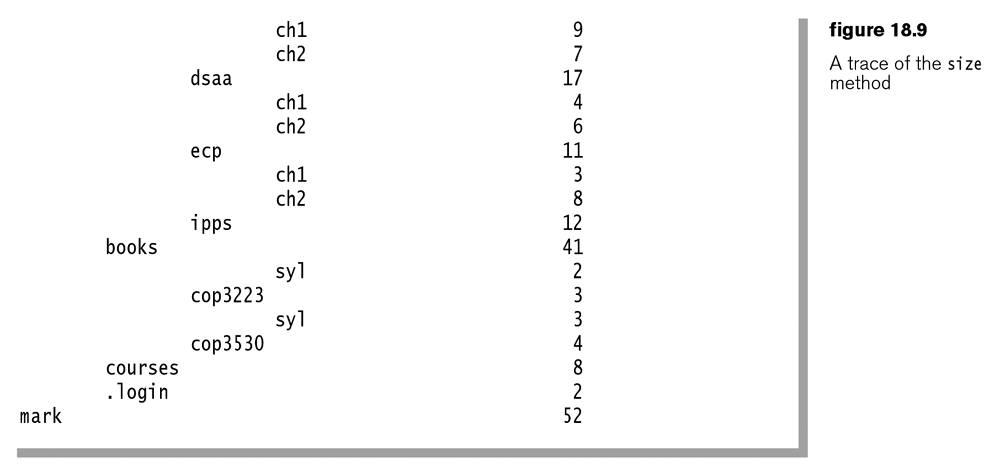 ch1 9
ch2 7
dsaa 17
ch1 4
ch2 6
ecp 11
ch1 3
ch2 8
ipps 12
books 41
syl 2
cop3223 3
syl 3
cop3530 4
courses 8
.login 2
mark 52
figure 18.9
A trace of the size
method